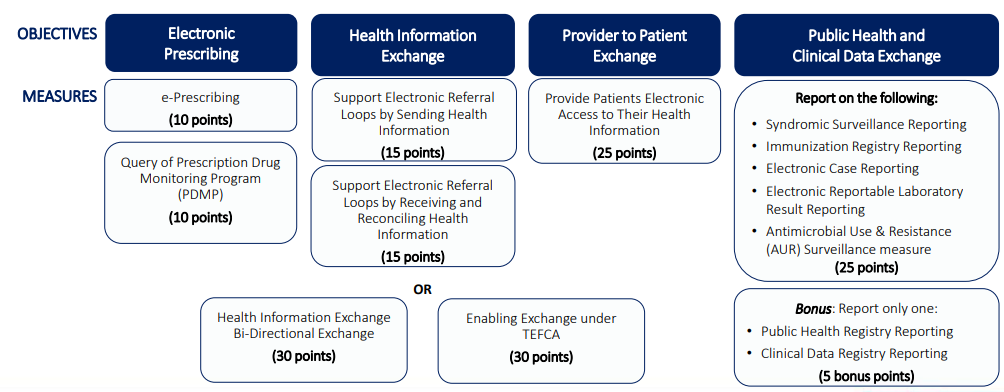 OBJECTIVES
Electronic
Prescribing
Health Information
Exchange
Provider to Patient
Exchange
Public Health and
Clinical Data Exchange
MEASURES
e-Prescribing
(10 points)
Query of Prescription Drug
Monitoring Program
(PDMP)
(10 points)
Support Electronic Referral
Loops by Sending Health
Information
(15 points)
Support Electronic Referral
Loops by Receiving and
Reconciling Health
Information
(15 points)
Provide Patients Electronic
Access to Their Health
Information
(25 points)
Report on the following:
• Syndromic Surveillance Reporting
• Immunization Registry Reporting
• Electronic Case Reporting
• Electronic Reportable Laboratory
Result Reporting
• Antimicrobial Use & Resistance
(AUR) Surveillance measure
(25 points)
OR
Health Information Exchange
Bi-Directional Exchange
(30 points)
Enabling Exchange under
TEFCA
(30 points)
Bonus: Report only one:
• Public Health Registry Reporting
• Clinical Data Registry Reporting
(5 bonus points)